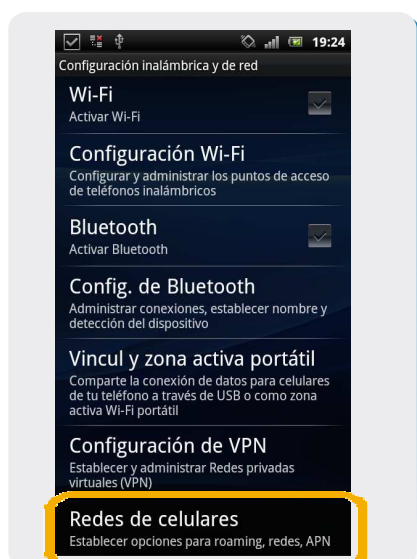 19:24
Configuración inalámbrica y de red
Wi-Fi
Activar Wi-Fi
Configuración Wi-Fi
Configurar y administrar los puntos de acceso
de teléfonos inalámbricos
Bluetooth
Activar Bluetooth
Config. de Bluetooth
Administrar conexiones, establecer nombre y
detección del dispositivo
Vincul y zona activa portátil
Comparte la conexión de datos para celulares
de tu teléfono a través de USB o como zona
activa Wi-Fi portátil
Configuración de VPN
Establecer y administrar Redes privadas
virtuales (VPN)
Redes de celulares
Establecer opciones para roaming, redes, APN